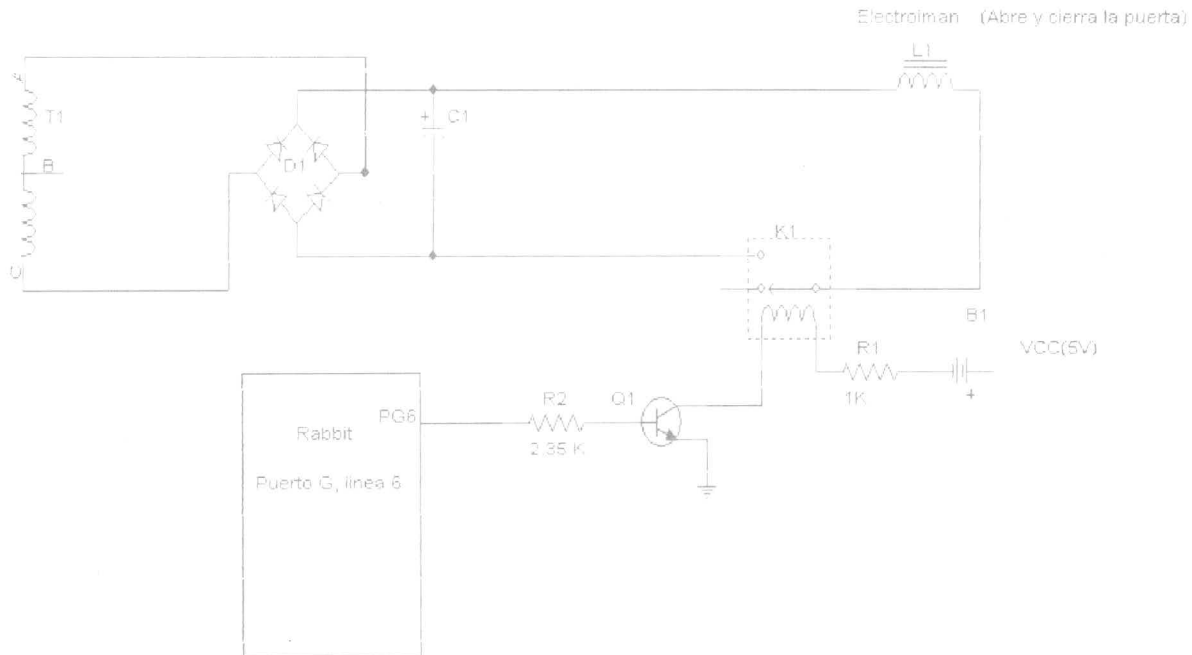 Electroiman (Abre y cierra la puerta)
L1
A
T1
+ C1
B
D1
K1
C
B1
VCC(5V)
R1
1K
+
PG6
R2
Q1
2.35 K
Rabbit
Puerto G, linea 6